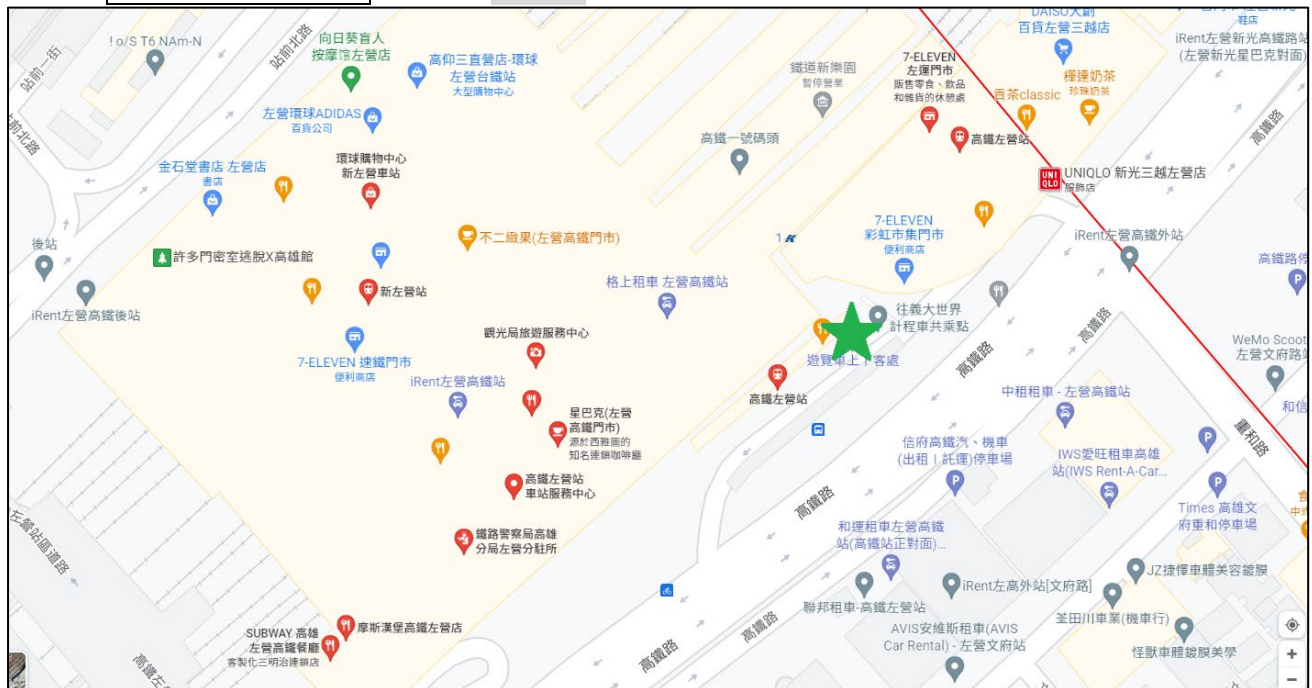 ! o/S T6 NAm-N
站前一街
站前北路
向日葵盲人
按摩馆左營店
高仰三直營店-環球
左營台鐵站
大型購物中心
左營環球ADIDAS
百貨公司
金石堂書店 左營店
書店
環球購物中心
新左營車站
鐵道新樂園
暫停營業
高鐵一號碼頭
7-ELEVEN
左運門市
販售零食、飲品
和雜貨的休憩處
DAISO大創
百貨左營三越店
鞋店
iRent左營新光高鐵路站
(左營新光星巴克對面)
貢茶classic
樺達奶茶
珍珠奶茶
高鐵左營站
高鐵路
UNI
QLO
UNIQLO 新光三越左營店
服飾店
站前北路
後站
iRent左營高鐵後站
許多門密室逃脫X高雄館
不二緻果(左營高鐵門市)
7-ELEVEN
彩虹市集門市
便利商店
1
iRent左營高鐵外站
新左營站
格上租車 左營高鐵站
往義大世界
計程車共乘點
觀光局旅遊服務中心
7-ELEVEN 速鐵門市
便利商店
iRent左營高鐵站
遊覽車上下客處
高鐵左營站
高鐵路
WeMo Scoot
左營文府路站
星巴克(左營
高鐵門市)
源於西雅圖的
知名連鎖咖啡廳
中租租車 - 左營高鐵站
信府高鐵汽、機車
(出租 | 託運)停車場
IWS愛旺租車高雄
站(IWS Rent-A-Car...
重和路
高鐵左營站
車站服務中心
高鐵路
Times 高雄文
府重和停車場
左營站區道路
鐵路警察局高雄
分局左營分駐所
和運租車左營高鐵
站(高鐵站正對面)...
JZ捷懌車體美容鍍膜
iRent左高外站[文府路]
聯邦租車-高鐵左營站
荃田川車業(機車行)
SUBWAY 高雄
左營高鐵餐廳
客製化三明治連鎖店
摩斯漢堡高鐵左營店
高鐵路
高鐵路
AVIS安維斯租車(AVIS
Car Rental) - 左營文府站
怪獸車體鍍膜美學